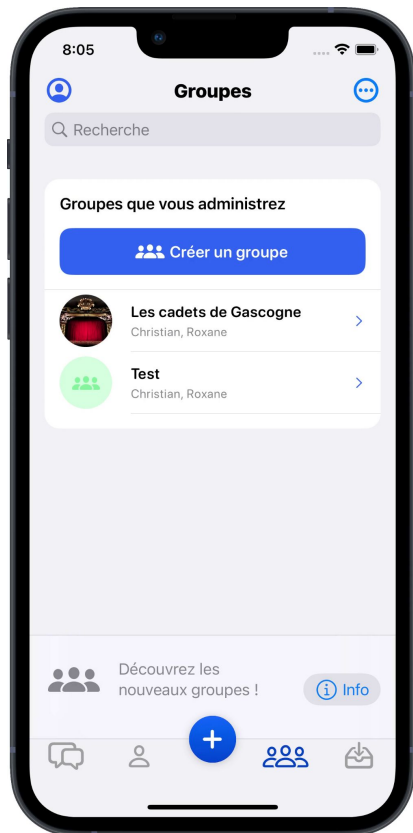 8:05
Groupes
Recherche
Groupes que vous administrez
Créer un groupe
Les cadets de Gascogne
Christian, Roxane
Test
Christian, Roxane
Découvrez les
nouveaux groupes !
Info